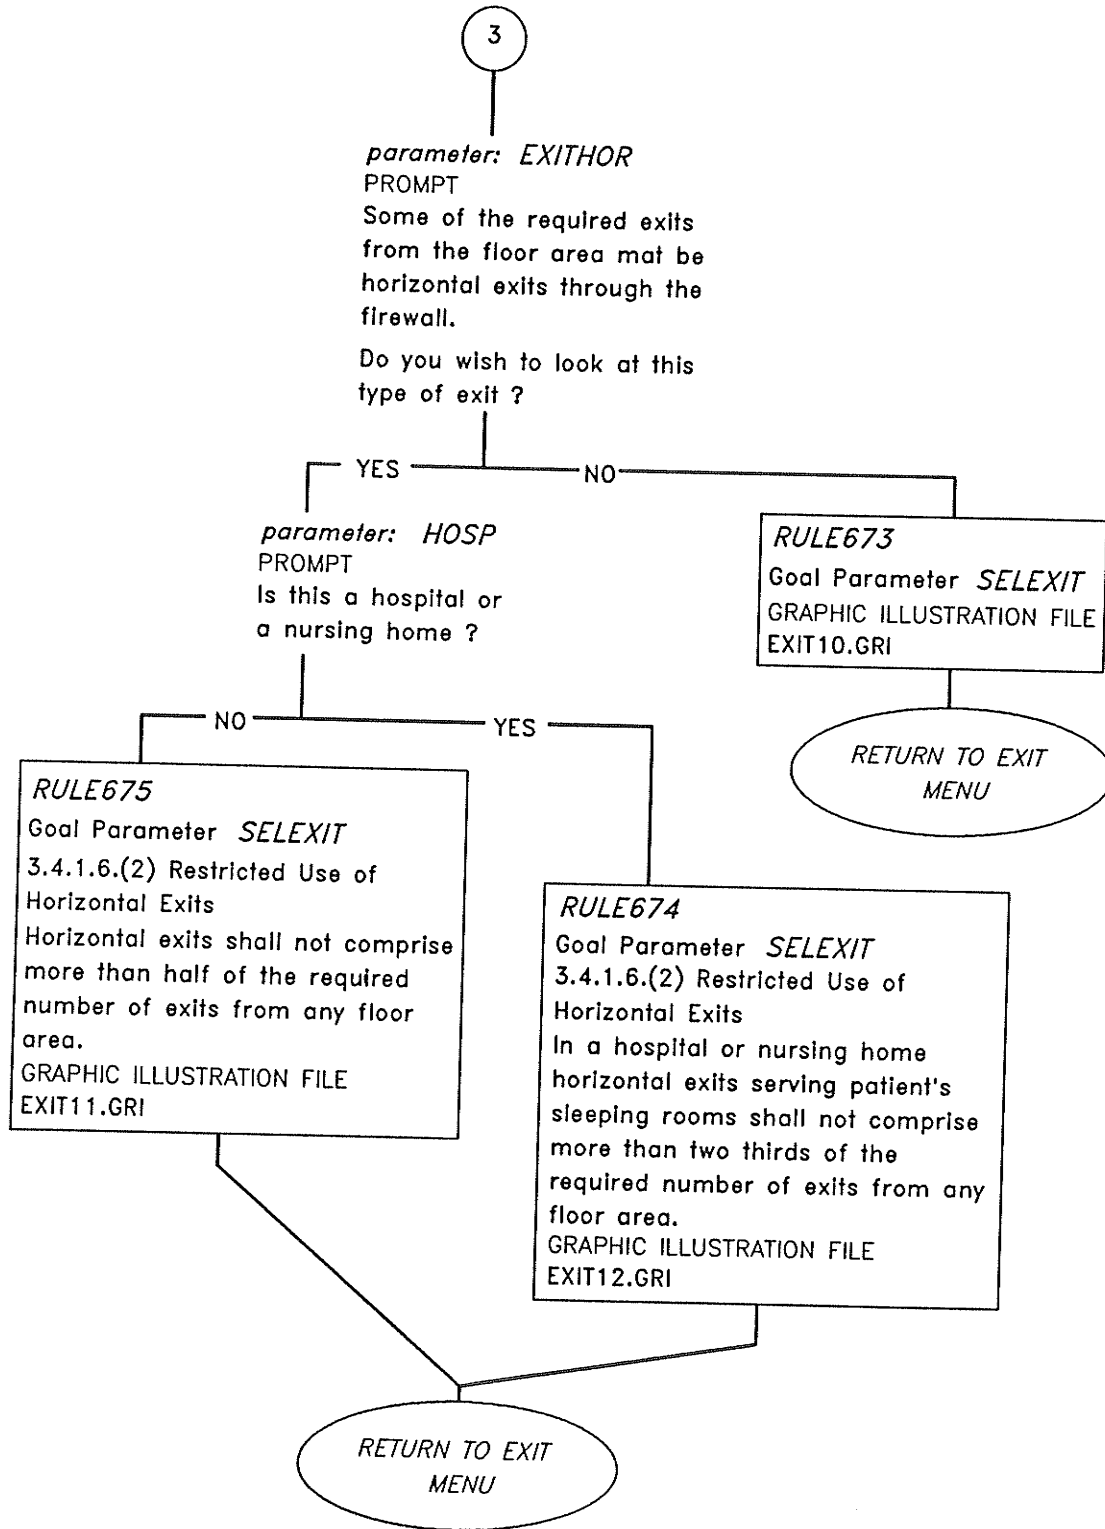 3
parameter: EXITHOR
PROMPT
Some of the required exits
from the floor area mat be
horizontal exits through the
firewall.
Do you wish to look at this
type of exit ?
YES
NO
parameter: HOSP
PROMPT
Is this a hospital or
a nursing home ?
RULE673
Goal Parameter SELEXIT
GRAPHIC ILLUSTRATION FILE
EXIT10.GRI
RETURN TO EXIT
MENU
NO
YES
RULE675
Goal Parameter SELEXIT
3.4.1.6.(2) Restricted Use of
Horizontal Exits
Horizontal exits shall not comprise
more than half of the required
number of exits from any floor
area.
GRAPHIC ILLUSTRATION FILE
EXIT11.GRI
RULE674
Goal Parameter SELEXIT
3.4.1.6.(2) Restricted Use of
Horizontal Exits
In a hospital or nursing home
horizontal exits serving patient's
sleeping rooms shall not comprise
more than two thirds of the
required number of exits from any
floor area.
GRAPHIC ILLUSTRATION FILE
EXIT12.GRI
RETURN TO EXIT
MENU